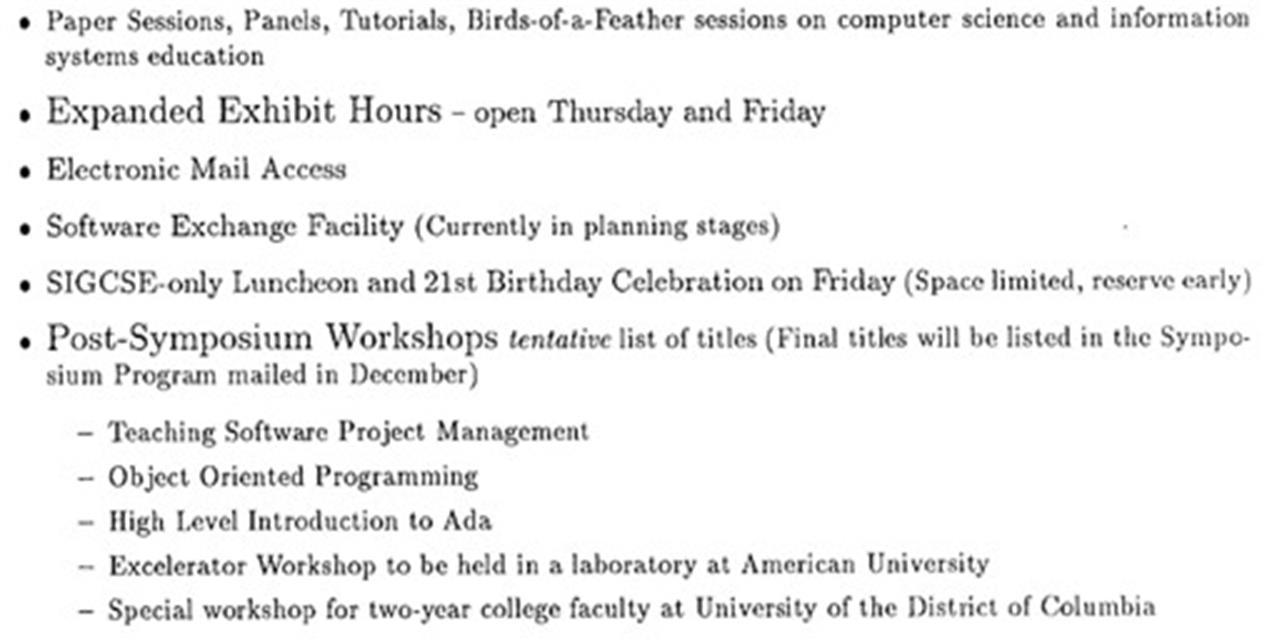 • Paper Sessions, Panels, Tutorials, Birds-of-a-Feather sessions on computer science and information
systems education
• Expanded Exhibit Hours – open Thursday and Friday
• Electronic Mail Access
• Software Exchange Facility (Currently in planning stages)
• SIGCSE-only Luncheon and 21st Birthday Celebration on Friday (Space limited, reserve early)
• Post-Symposium Workshops tentative list of titles (Final titles will be listed in the Sympo-
sium Program mailed in December)
– Teaching Software Project Management
– Object Oriented Programming
– High Level Introduction to Ada
– Excelerator Workshop to be held in a laboratory at American University
– Special workshop for two-year college faculty at University of the District of Columbia